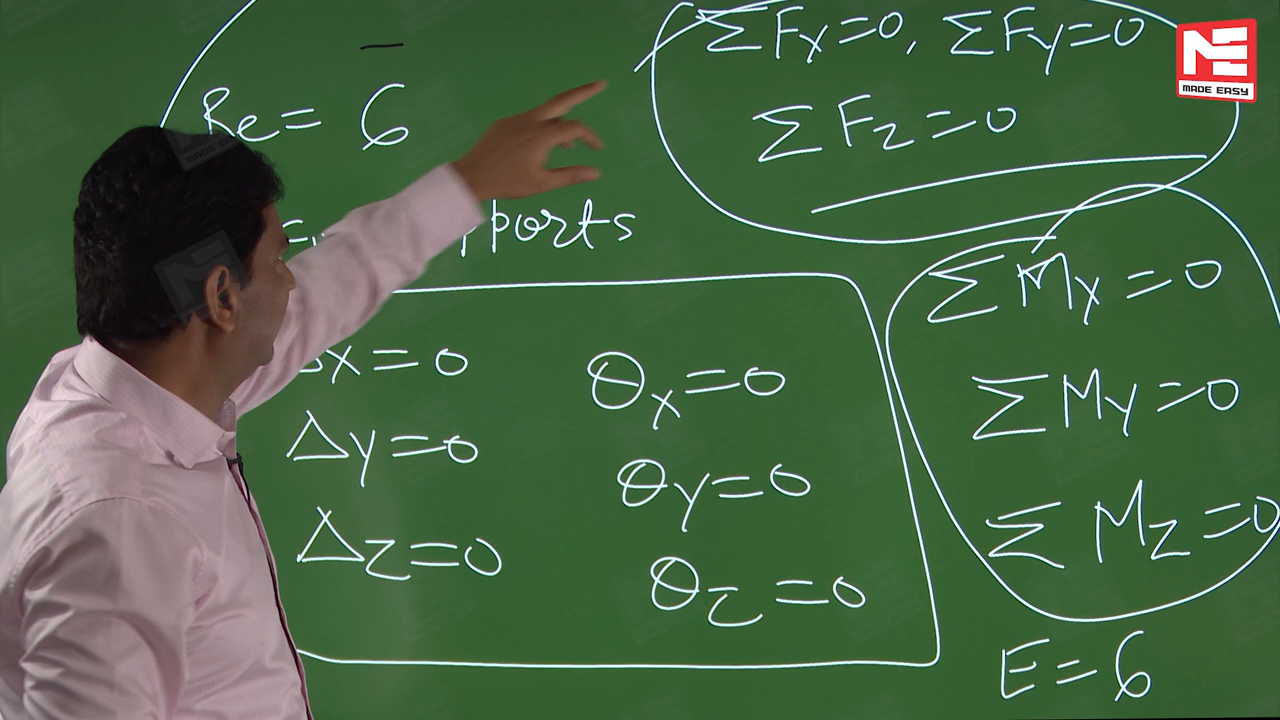 ΣFx=0, ΣFy=0
ΣFz=0
Re= 6
ports
x=0
Δy=0
Δz=0
θx=0
θy=0
θz=0
ΣMx=0
ΣMy=0
ΣMz=0
E=6
MADE EASY